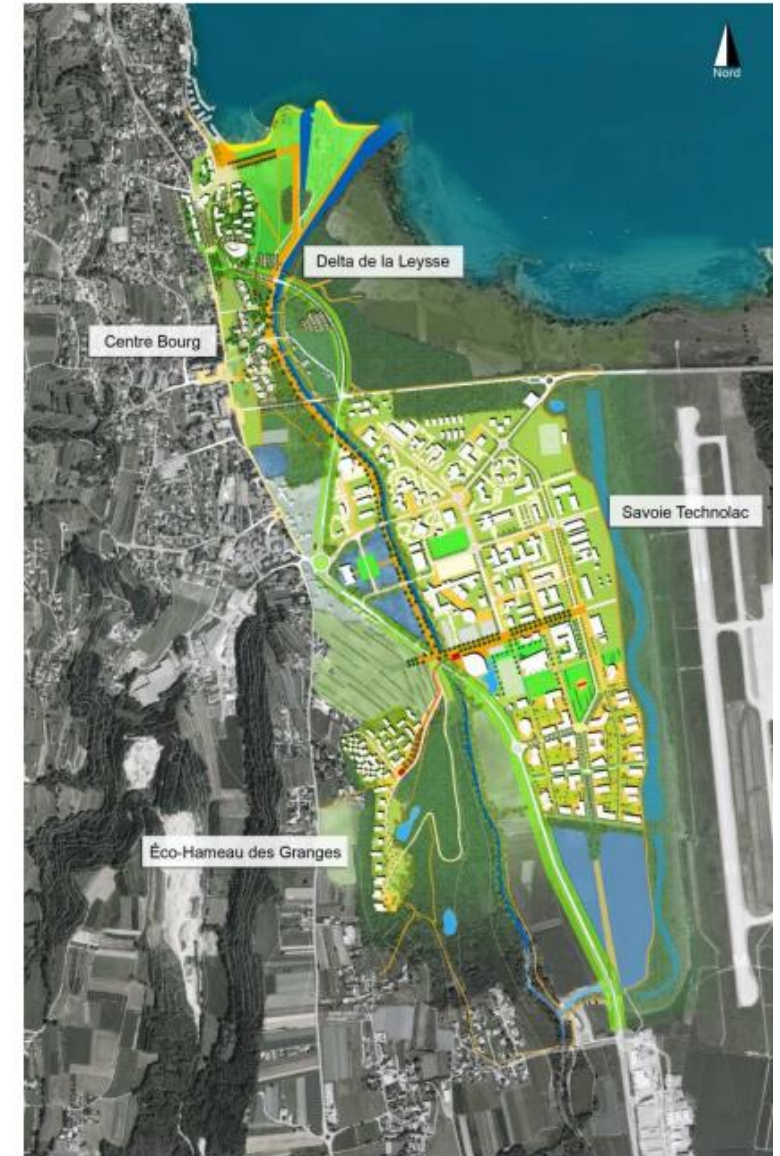 Nord
Delta de la Leysse
Centre Bourg
Savoie Technolac
Éco-Hameau des Granges